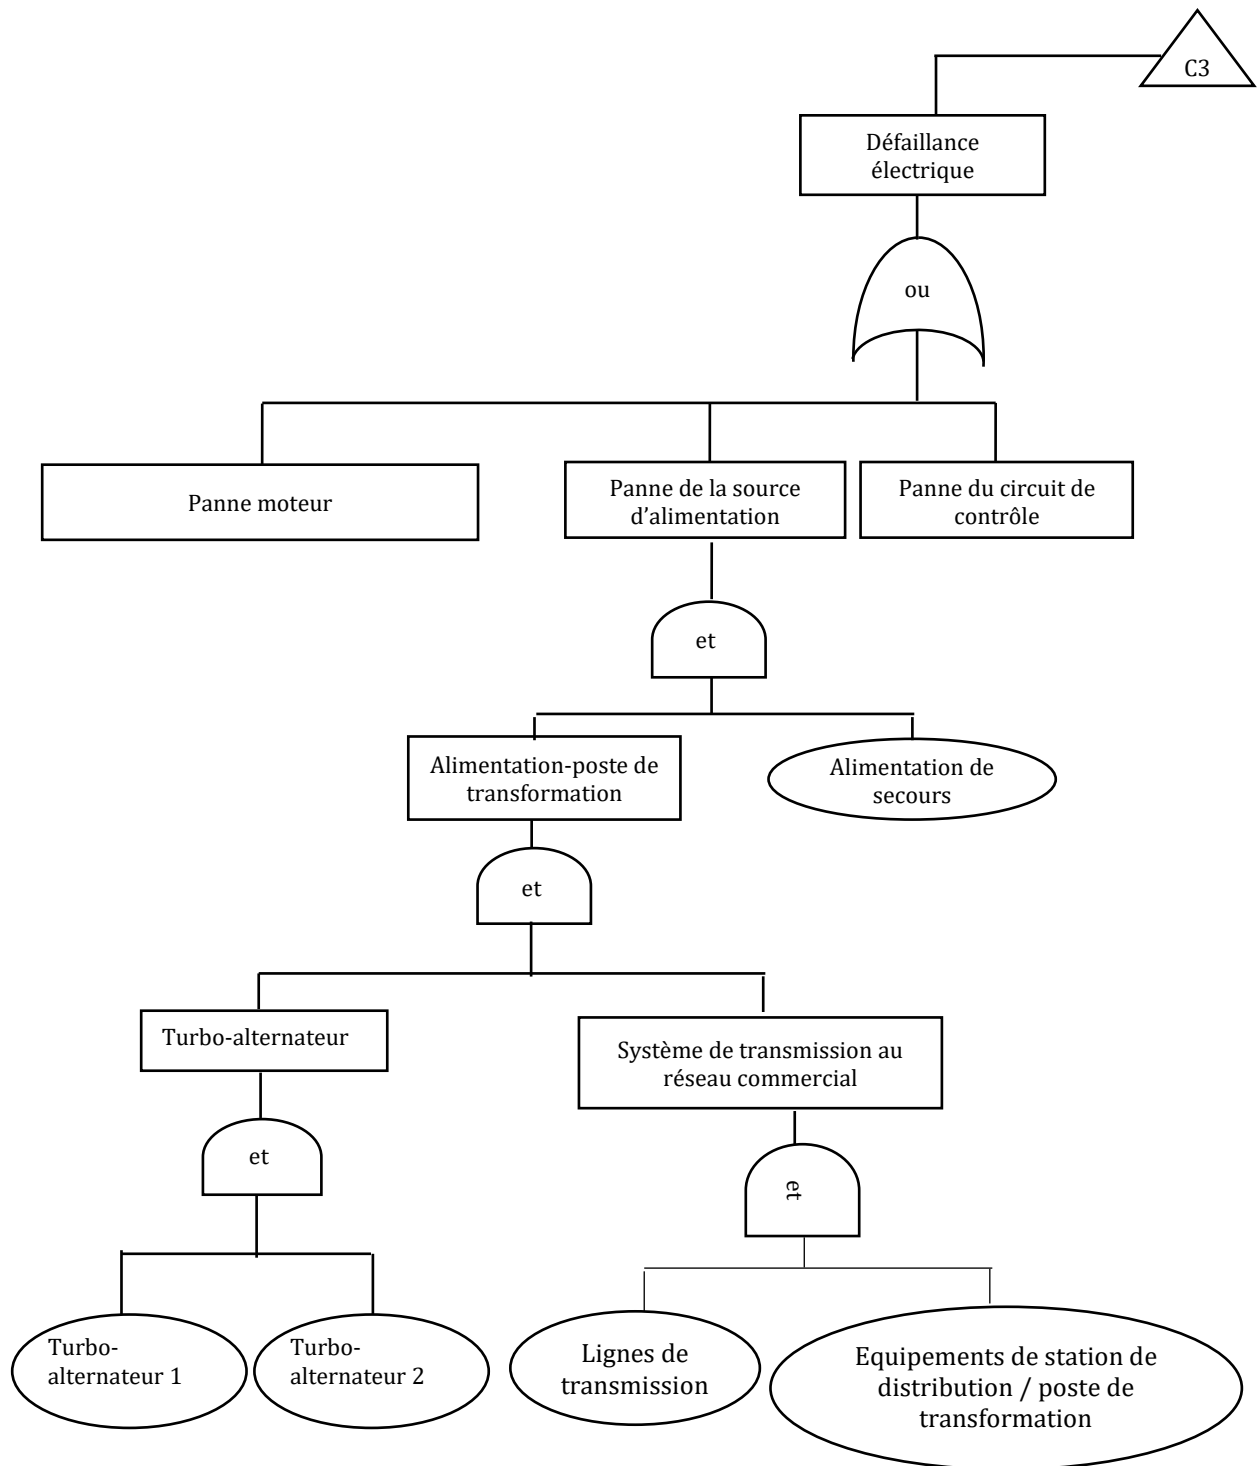 C3
Défaillance
électrique
ou
Panne moteur
Panne de la source
d’alimentation
Panne du circuit de
contrôle
et
Alimentation-poste de
transformation
Alimentation de
secours
et
Turbo-alternateur
Système de transmission au
réseau commercial
et
et
Turbo-
alternateur 1
Turbo-
alternateur 2
Lignes de
transmission
Equipements de station de
distribution / poste de
transformation